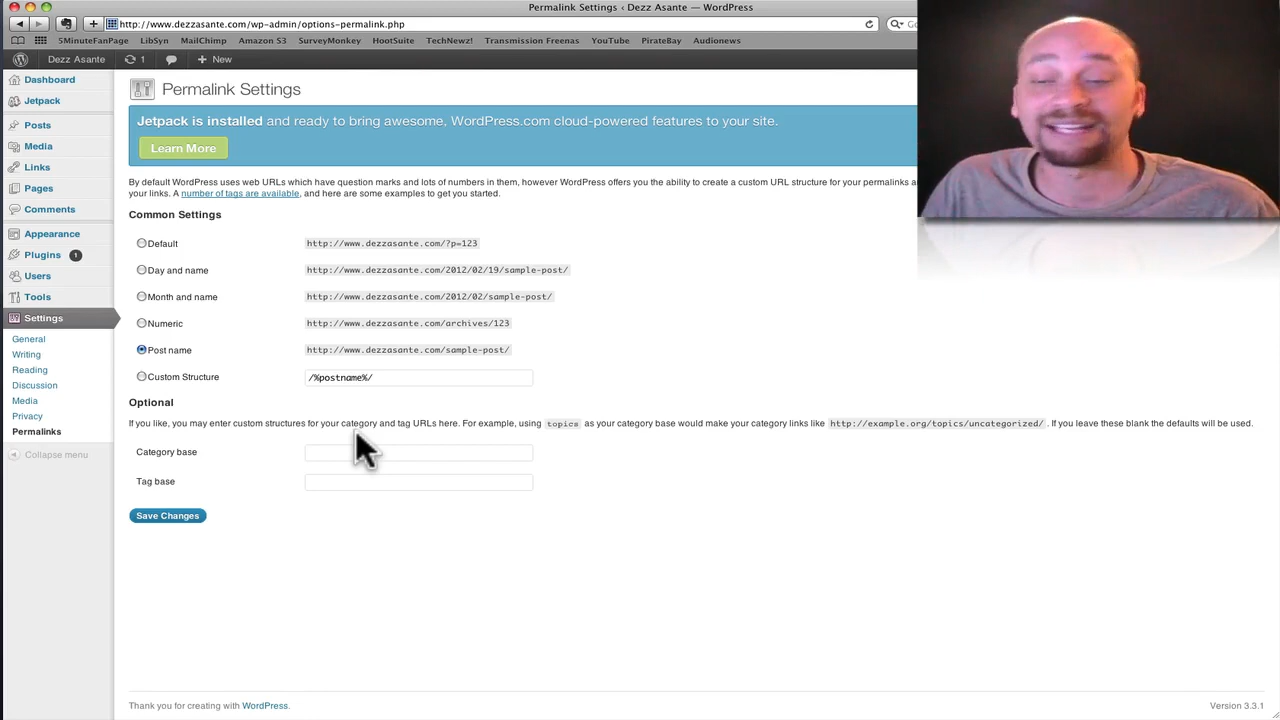 Permalink Settings ‹ Dezz Asante — WordPress
http://www.dezzasante.com/wp-admin/options-permalink.php
5MinuteFanPage LibSyn MailChimp Amazon S3 SurveyMonkey HootSuite TechNewz! Transmission Freenas YouTube PirateBay Audionews
Dezz Asante 1 New
Dashboard
Jetpack
Posts
Media
Links
Pages
Comments
Appearance
Plugins 1
Users
Tools
Settings
General
Writing
Reading
Discussion
Media
Privacy
Permalinks
Collapse menu
Permalink Settings
Jetpack is installed and ready to bring awesome, WordPress.com cloud-powered features to your site.
Learn More
By default WordPress uses web URLs which have question marks and lots of numbers in them, however WordPress offers you the ability to create a custom URL structure for your permalinks a
your links. A number of tags are available, and here are some examples to get you started.
Common Settings
Default http://www.dezzasante.com/?p=123
Day and name http://www.dezzasante.com/2012/02/19/sample-post/
Month and name http://www.dezzasante.com/2012/02/sample-post/
Numeric http://www.dezzasante.com/archives/123
Post name http://www.dezzasante.com/sample-post/
Custom Structure /%postname%/
Optional
If you like, you may enter custom structures for your category and tag URLs here. For example, using topics as your category base would make your category links like http://example.org/topics/uncategorized/ . If you leave these blank the defaults will be used.
Category base
Tag base
Save Changes
Thank you for creating with WordPress.
Version 3.3.1